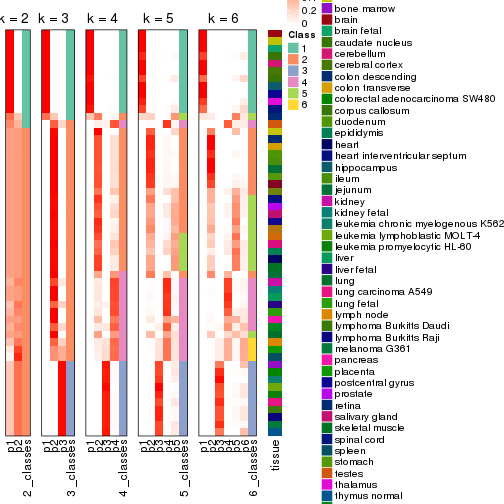 k = 2
k = 3
k = 4
k = 5
k = 6
0.2
0
Class
1
2
3
4
5
6
bone marrow
brain
brain fetal
caudate nucleus
cerebellum
cerebral cortex
colon descending
colon transverse
colorectal adenocarcinoma SW480
corpus callosum
duodenum
epididymis
heart
heart interventricular septum
hippocampus
ileum
jejunum
kidney
kidney fetal
leukemia chronic myelogenous K562
leukemia lymphoblastic MOLT-4
leukemia promyelocytic HL-60
liver
liver fetal
lung
lung carcinoma A549
lung fetal
lymph node
lymphoma Burkitts Daudi
lymphoma Burkitts Raji
melanoma G361
pancreas
placenta
postcentral gyrus
prostate
retina
salivary gland
skeletal muscle
spinal cord
spleen
stomach
testes
thalamus
thymus normal
p1
p2
2_classes
p1
p2
p3
3_classes
p1
p2
p3
p4
4_classes
p1
p2
p3
p4
p5
5_classes
p1
p2
p3
p4
p5
p6
6_classes
tissue